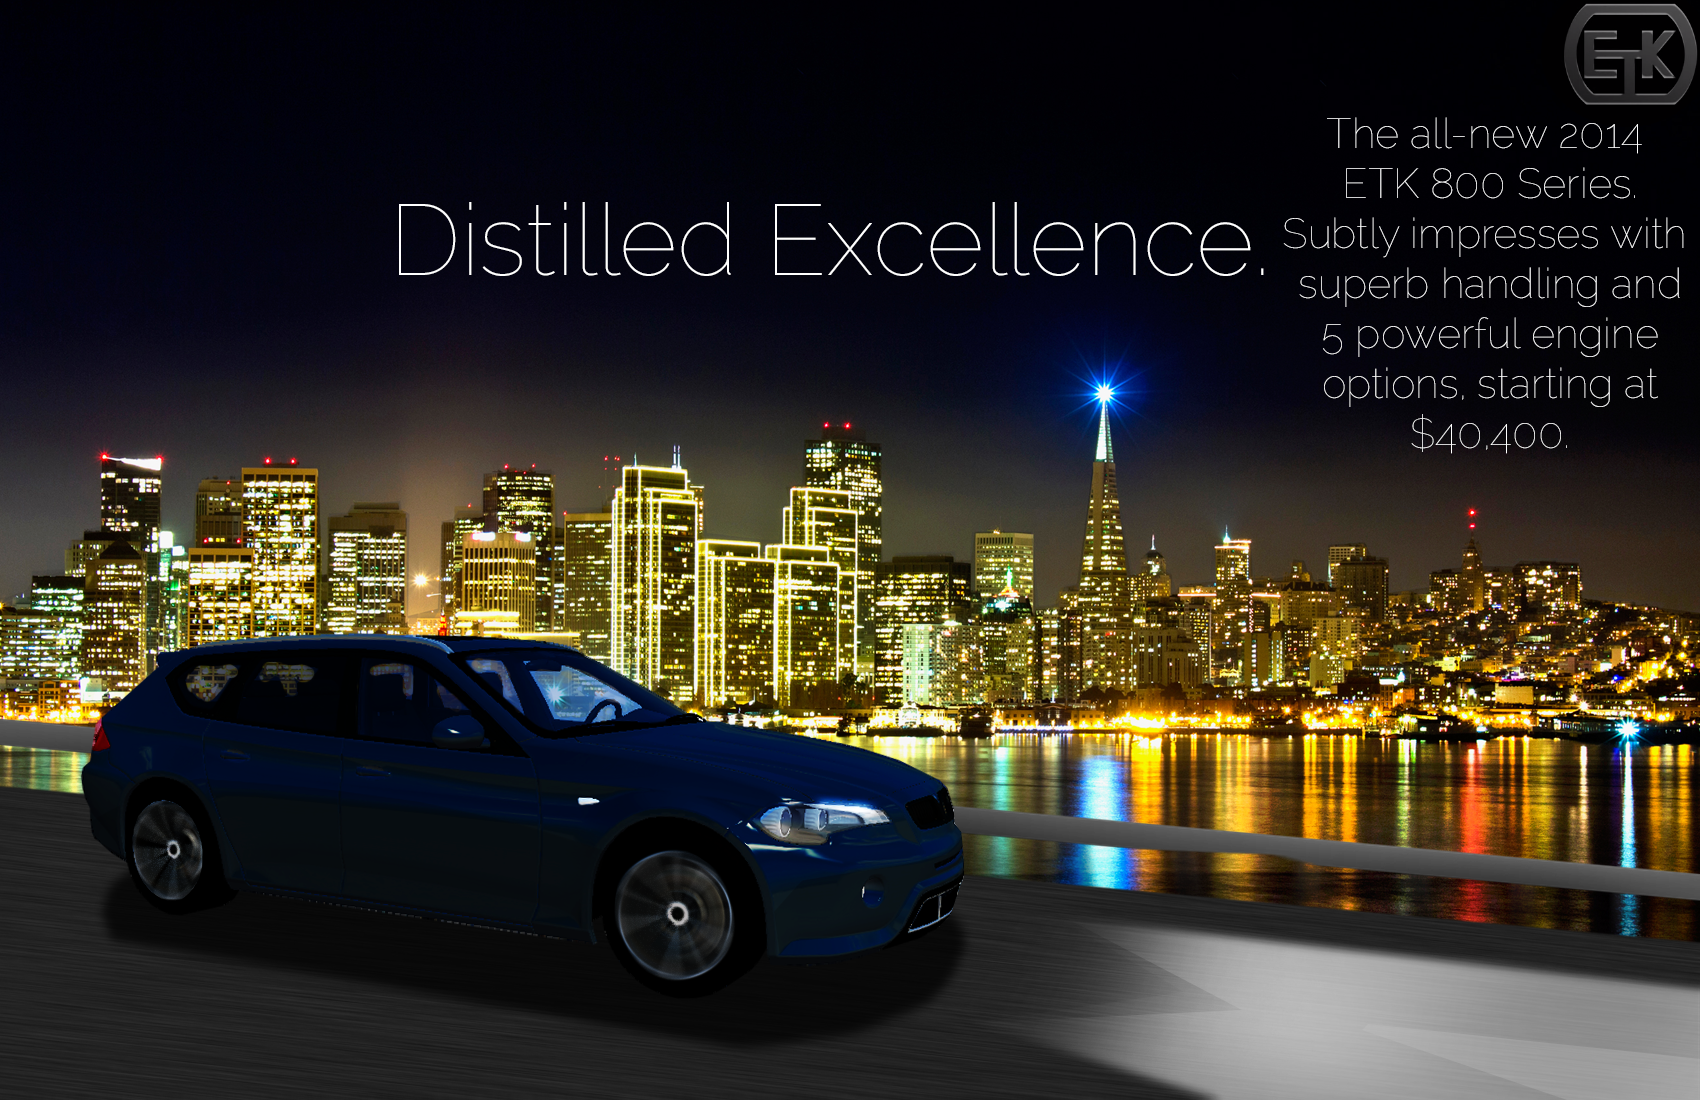 ETK
Distilled Excellence.
The all-new 2014
ETK 800 Series.
Subtly impresses with
superb handling and
5 powerful engine
options, starting at
$40,400.